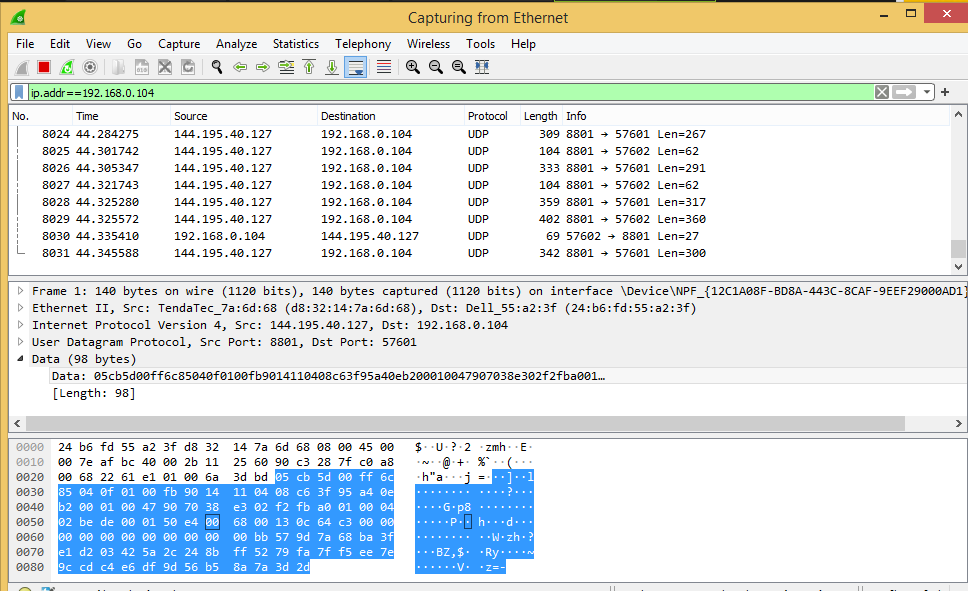 Capturing from Ethernet
File Edit View Go Capture Analyze Statistics Telephony Wireless Tools Help
ip.addr==192.168.0.104
No. Time Source Destination Protocol Length Info
8024 44.284275 144.195.40.127 192.168.0.104 UDP 309 8801 → 57601 Len=267
8025 44.301742 144.195.40.127 192.168.0.104 UDP 104 8801 → 57602 Len=62
8026 44.305347 144.195.40.127 192.168.0.104 UDP 333 8801 → 57601 Len=291
8027 44.321743 144.195.40.127 192.168.0.104 UDP 104 8801 → 57602 Len=62
8028 44.325280 144.195.40.127 192.168.0.104 UDP 359 8801 → 57601 Len=317
8029 44.325572 144.195.40.127 192.168.0.104 UDP 402 8801 → 57602 Len=360
8030 44.335410 192.168.0.104 144.195.40.127 UDP 69 57602 → 8801 Len=27
8031 44.345588 144.195.40.127 192.168.0.104 UDP 342 8801 → 57601 Len=300
Frame 1: 140 bytes on wire (1120 bits), 140 bytes captured (1120 bits) on interface \Device\NPF_{12C1A08F-BD8A-443C-8CAF-9EEF29000AD1}
Ethernet II, Src: TendaTec_7a:6d:68 (d8:32:14:7a:6d:68), Dst: Dell_55:a2:3f (24:b6:fd:55:a2:3f)
Internet Protocol Version 4, Src: 144.195.40.127, Dst: 192.168.0.104
User Datagram Protocol, Src Port: 8801, Dst Port: 57601
Data (98 bytes)
Data: 05cb5d00ff6c85040f0100fb9014110408c63f95a40eb200010047907038e302f2fba001…
[Length: 98]
0000 24 b6 fd 55 a2 3f d8 32 14 7a 6d 68 08 00 45 00 $··U·?·2 ·zmh··E·
0010 00 7e af bc 40 00 2b 11 25 60 90 c3 28 7f c0 a8 ·~··@·+· %`··(···
0020 00 68 22 61 e1 01 00 6a 3d bd 05 cb 5d 00 ff 6c ·h"a···j =···]··l
0030 85 04 0f 01 00 fb 90 14 11 04 08 c6 3f 95 a4 0e ········ ····?···
0040 b2 00 01 00 47 90 70 38 e3 02 f2 fb a0 01 00 04 ····G·p8 ········
0050 02 be de 00 01 50 e4 00 68 00 13 0c 64 c3 00 00 ·····P·· h···d···
0060 00 00 00 00 00 00 00 00 bb 57 9d 7a 68 ba 3f ········ ·W·zh·?
0070 e1 d2 03 42 5a 2c 24 8b ff 52 79 fa 7f f5 ee 7e ···BZ,$· ·Ry····~
0080 9c cd c4 e6 df 9d 56 b5 8a 7a 3d 2d ······V· ·z=-